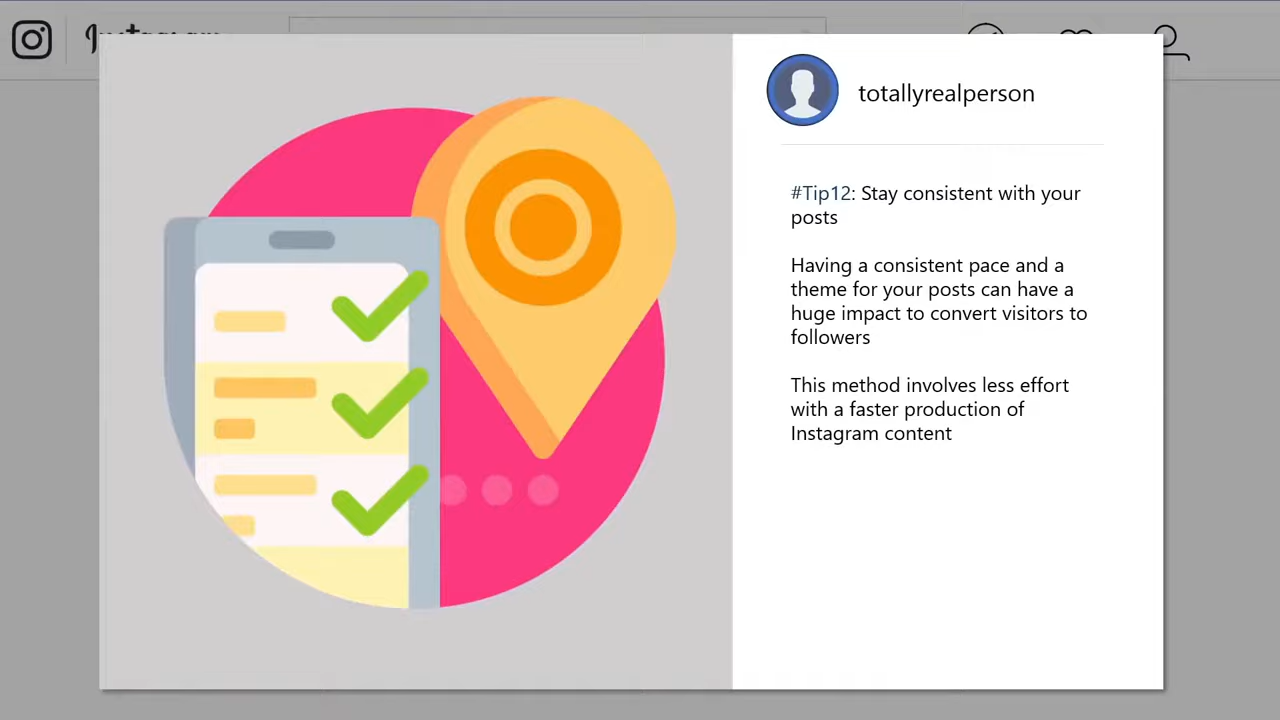 Instagram
totallyrealperson
#Tip12: Stay consistent with your
posts
Having a consistent pace and a
theme for your posts can have a
huge impact to convert visitors to
followers
This method involves less effort
with a faster production of
Instagram content